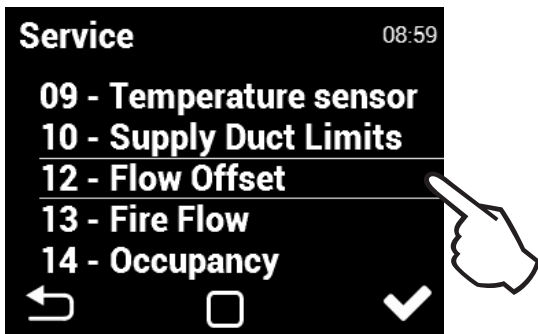 Service 08:59
09 - Temperature sensor
10 - Supply Duct Limits
12 - Flow Offset
13 - Fire Flow
14 - Occupancy